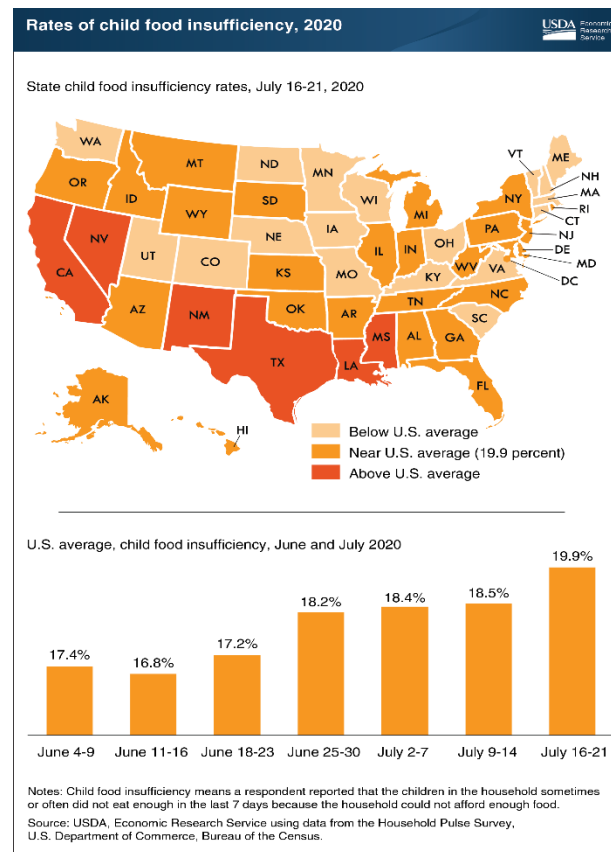 Rates of child food insufficiency, 2020
USDA Economic
Research
Service
State child food insufficiency rates, July 16-21, 2020
WA
MT
ND
MN
VT
ME
OR
ID
WY
SD
WI
MI
NY
NH
MA
RI
CT
NV
UT
CO
NE
IA
IL
IN
OH
PA
NJ
DE
MD
DC
CA
KS
MO
KY
WV
VA
AZ
NM
OK
AR
TN
NC
SC
TX
LA
MS
AL
GA
FL
AK
HI
Below U.S. average
Near U.S. average (19.9 percent)
Above U.S. average
U.S. average, child food insufficiency, June and July 2020
17.4%
16.8%
17.2%
18.2%
18.4%
18.5%
19.9%
June 4-9
June 11-16
June 18-23
June 25-30
July 2-7
July 9-14
July 16-21
Notes: Child food insufficiency means a respondent reported that the children in the household sometimes
or often did not eat enough in the last 7 days because the household could not afford enough food.
Source: USDA, Economic Research Service using data from the Household Pulse Survey,
U.S. Department of Commerce, Bureau of the Census.